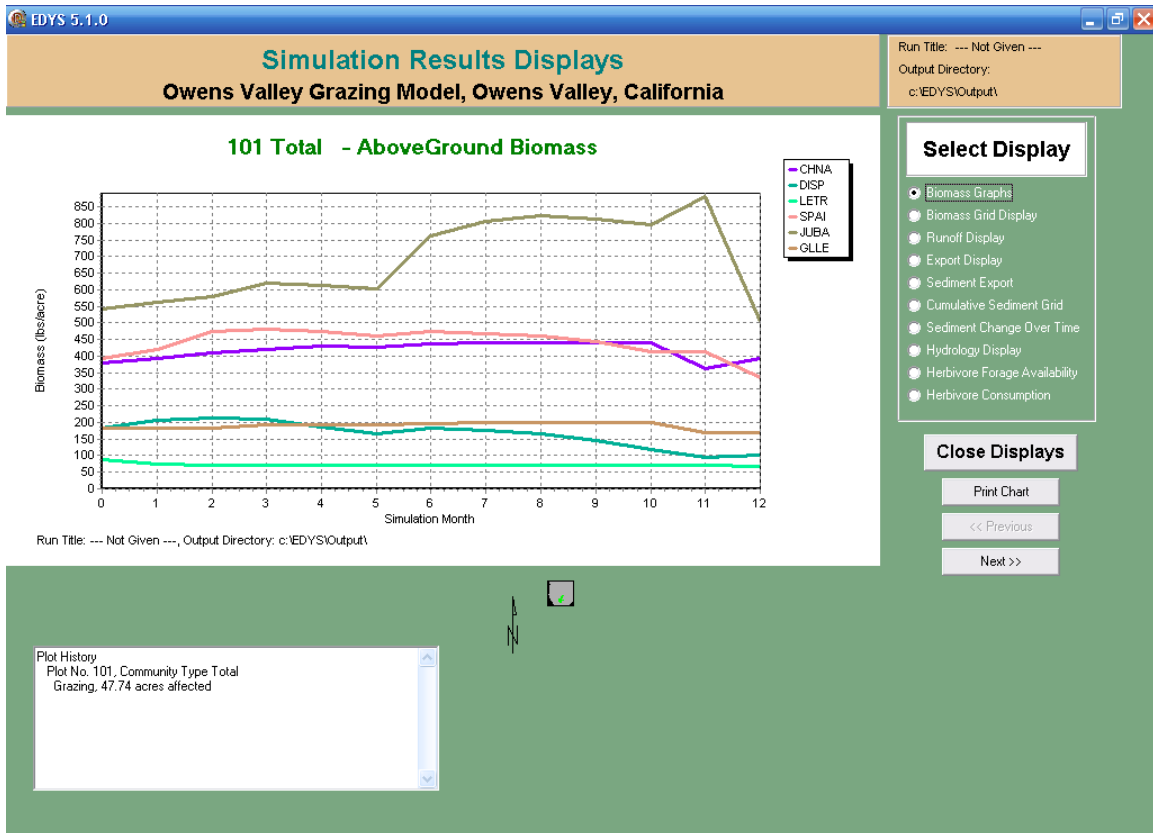 EDYS 5.1.0
Simulation Results Displays
Owens Valley Grazing Model, Owens Valley, California
Run Title: --- Not Given ---
Output Directory:
c:\EDYS\Output\
101 Total - AboveGround Biomass
CHNA
DISP
LETR
SPAI
JUBA
GLLE
Biomass (lbs/acre)
850
800
750
700
650
600
550
500
450
400
350
300
250
200
150
100
50
0
0 1 2 3 4 5 6 7 8 9 10 11 12
Simulation Month
Run Title: --- Not Given ---, Output Directory: c:\EDYS\Output\
Select Display
Biomass Graphs
Biomass Grid Display
Runoff Display
Export Display
Sediment Export
Cumulative Sediment Grid
Sediment Change Over Time
Hydrology Display
Herbivore Forage Availability
Herbivore Consumption
Close Displays
Print Chart
<< Previous
Next >>
N
Plot History
Plot No. 101, Community Type Total
Grazing, 47.74 acres affected